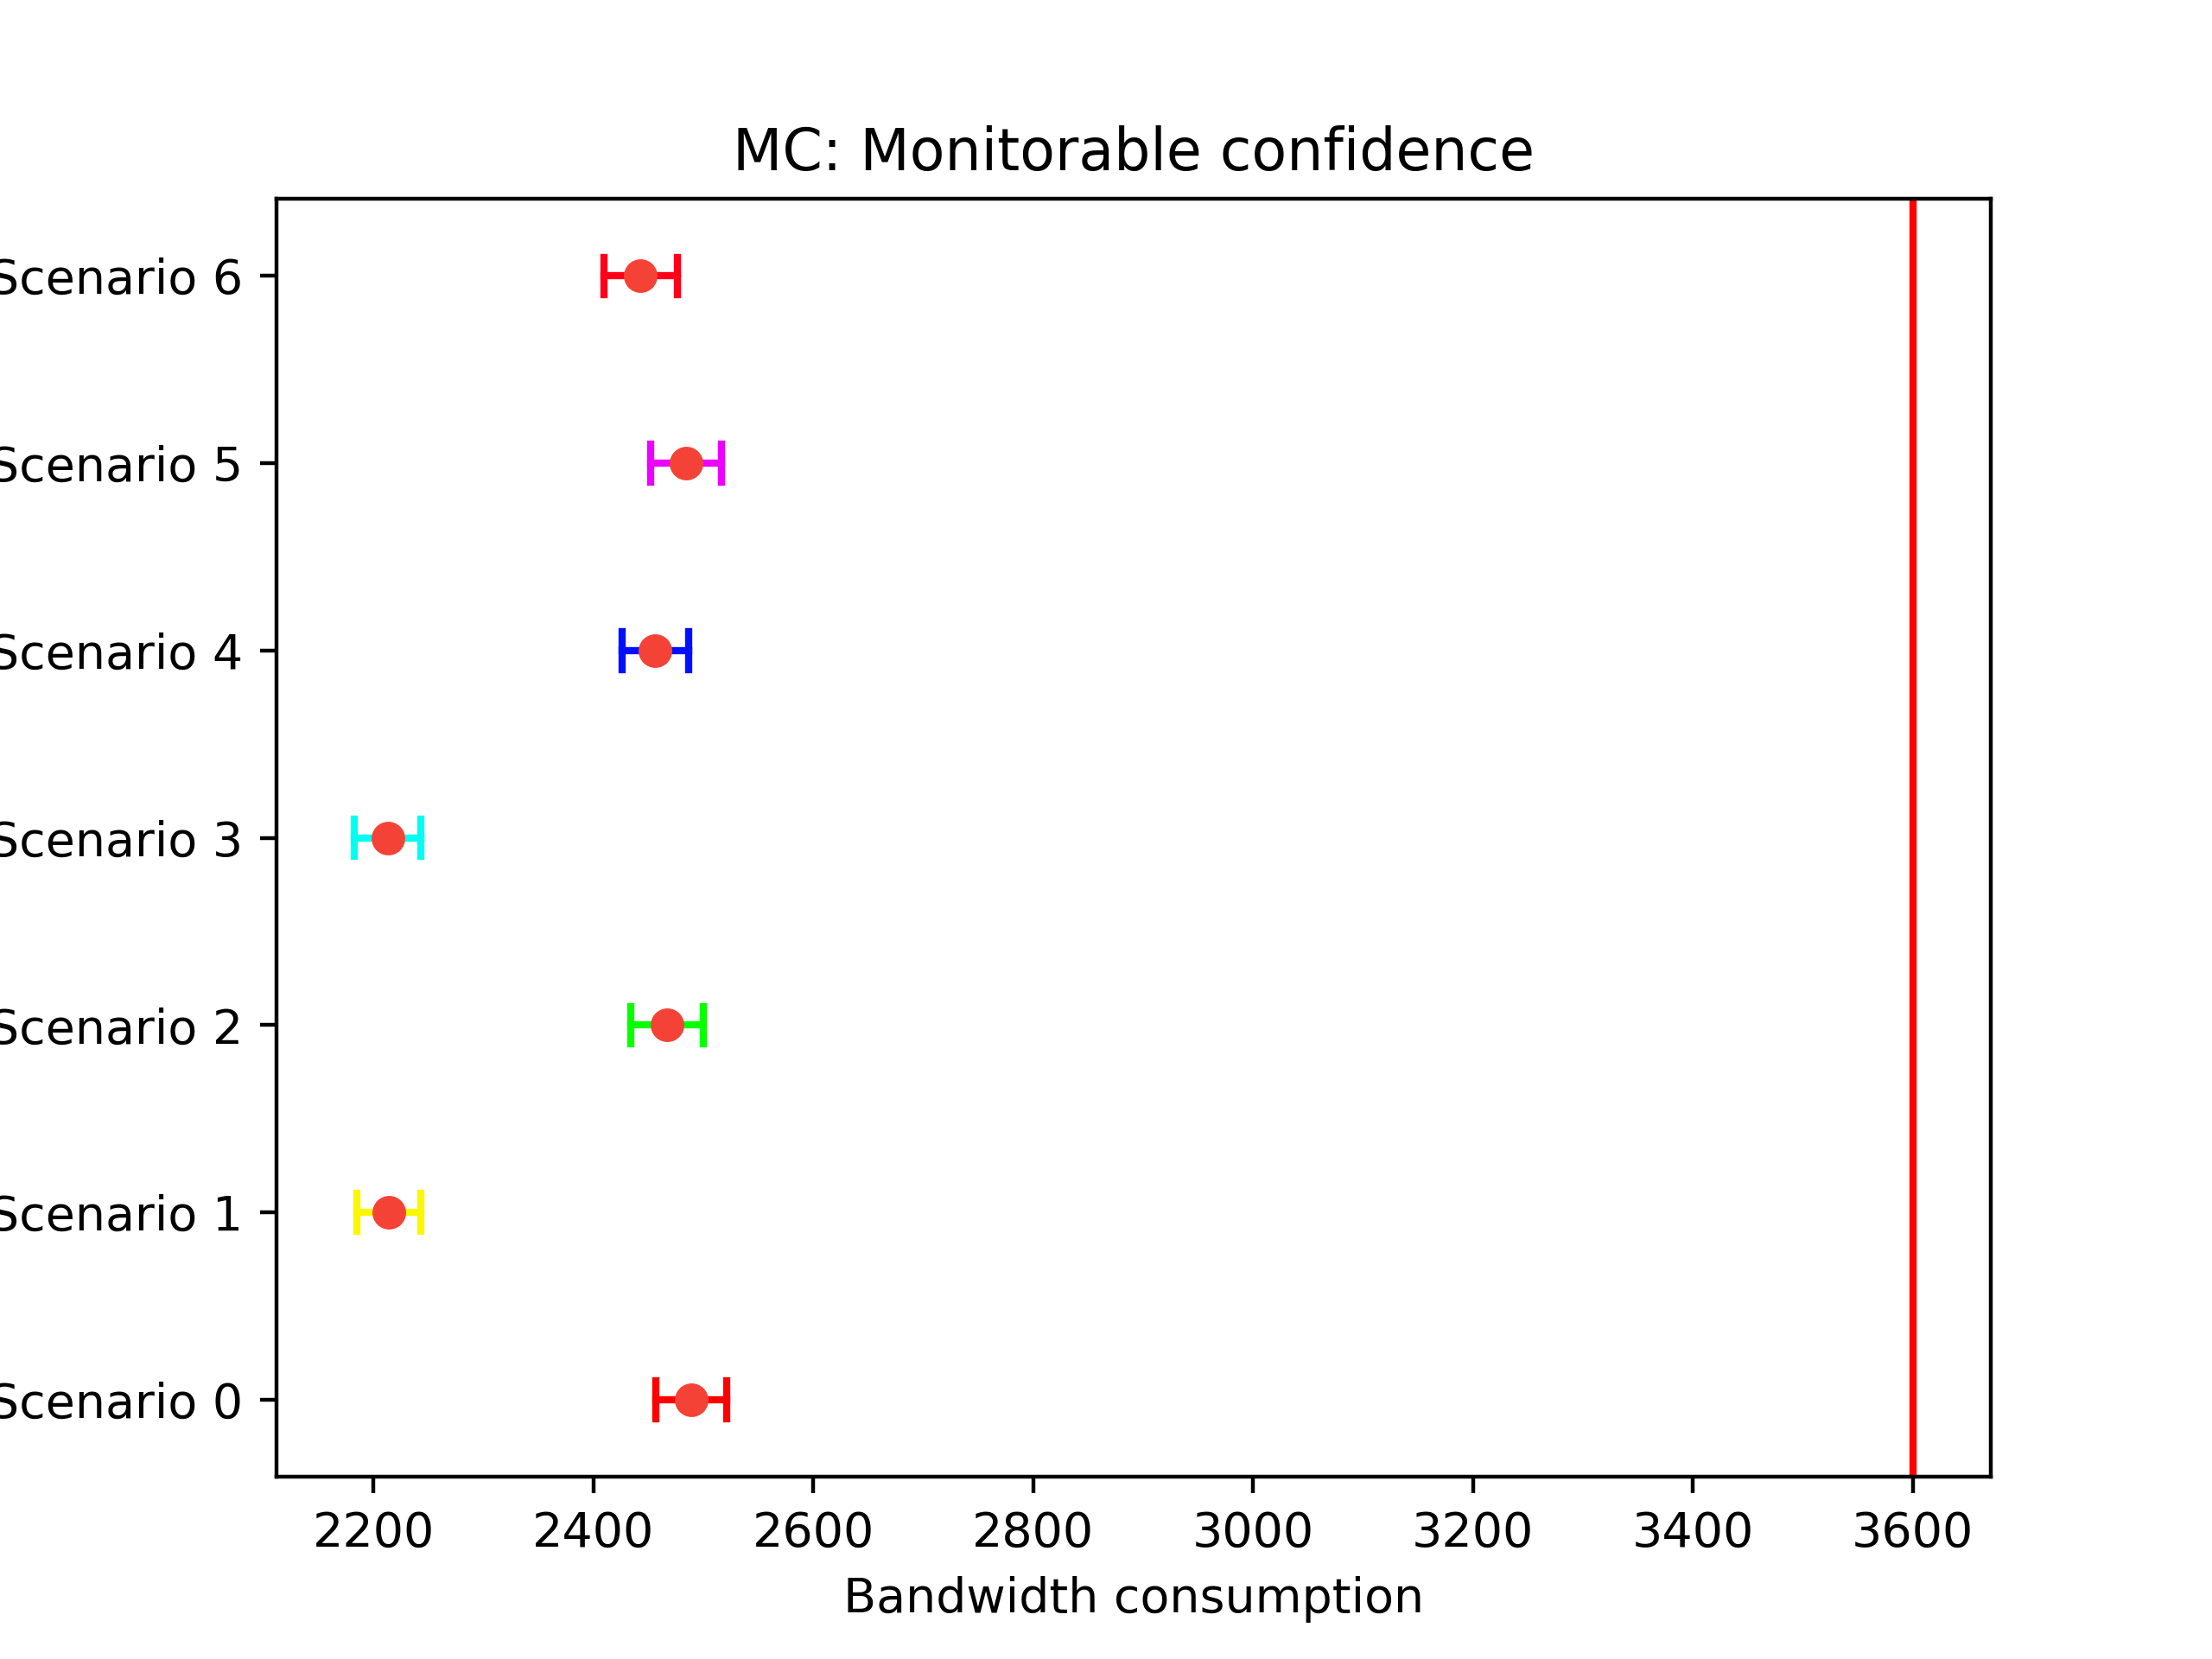 MC: Monitorable confidence
Scenario 6
Scenario 5
Scenario 4
Scenario 3
Scenario 2
Scenario 1
Scenario 0
2200 2400 2600 2800 3000 3200 3400 3600
Bandwidth consumption